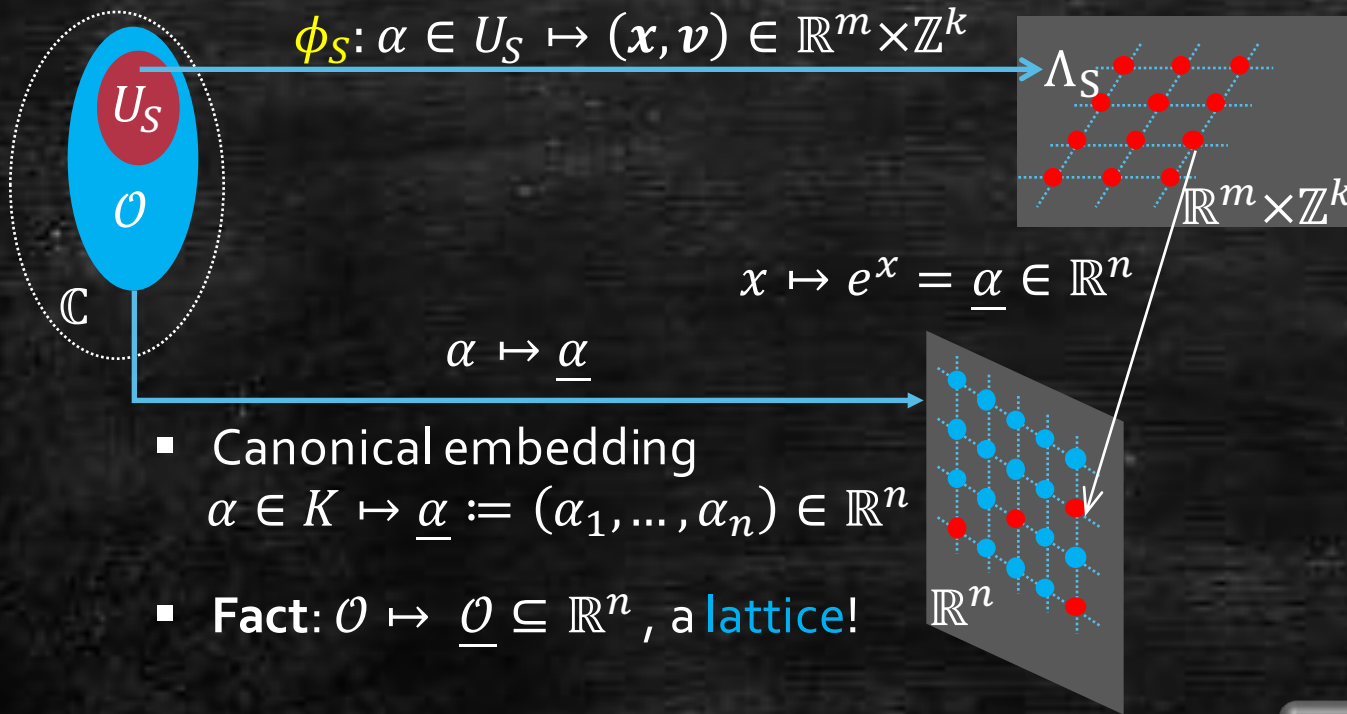 ϕ_S: α ∈ U_S ↦ (𝒙, 𝒗) ∈ ℝ^m×ℤ^k
U_S
𝒪
ℂ
Λ_S
ℝ^m×ℤ^k
x ↦ e^x = α̲ ∈ ℝ^n
α ↦ α̲
▪ Canonical embedding
α ∈ K ↦ α̲ ≔ (α_1, … , α_n) ∈ ℝ^n
▪ Fact: 𝒪 ↦ 𝒪̲ ⊆ ℝ^n , a lattice!
ℝ^n